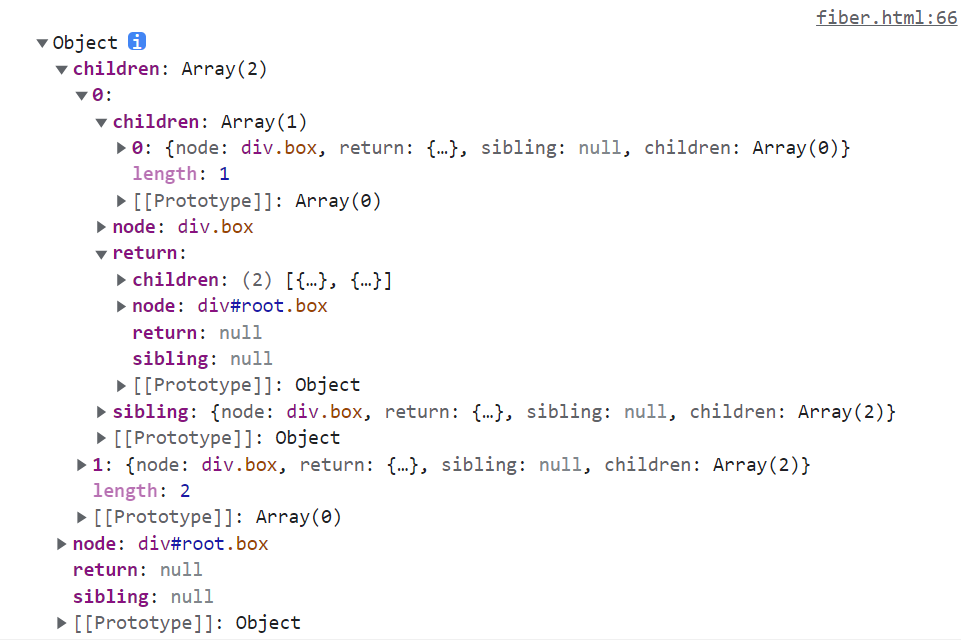 fiber.html:66
Object i
children: Array(2)
0:
children: Array(1)
0: {node: div.box, return: {…}, sibling: null, children: Array(0)}
length: 1
[[Prototype]]: Array(0)
node: div.box
return:
children: (2) [{…}, {…}]
node: div#root.box
return: null
sibling: null
[[Prototype]]: Object
sibling: {node: div.box, return: {…}, sibling: null, children: Array(2)}
[[Prototype]]: Object
1: {node: div.box, return: {…}, sibling: null, children: Array(2)}
length: 2
[[Prototype]]: Array(0)
node: div#root.box
return: null
sibling: null
[[Prototype]]: Object